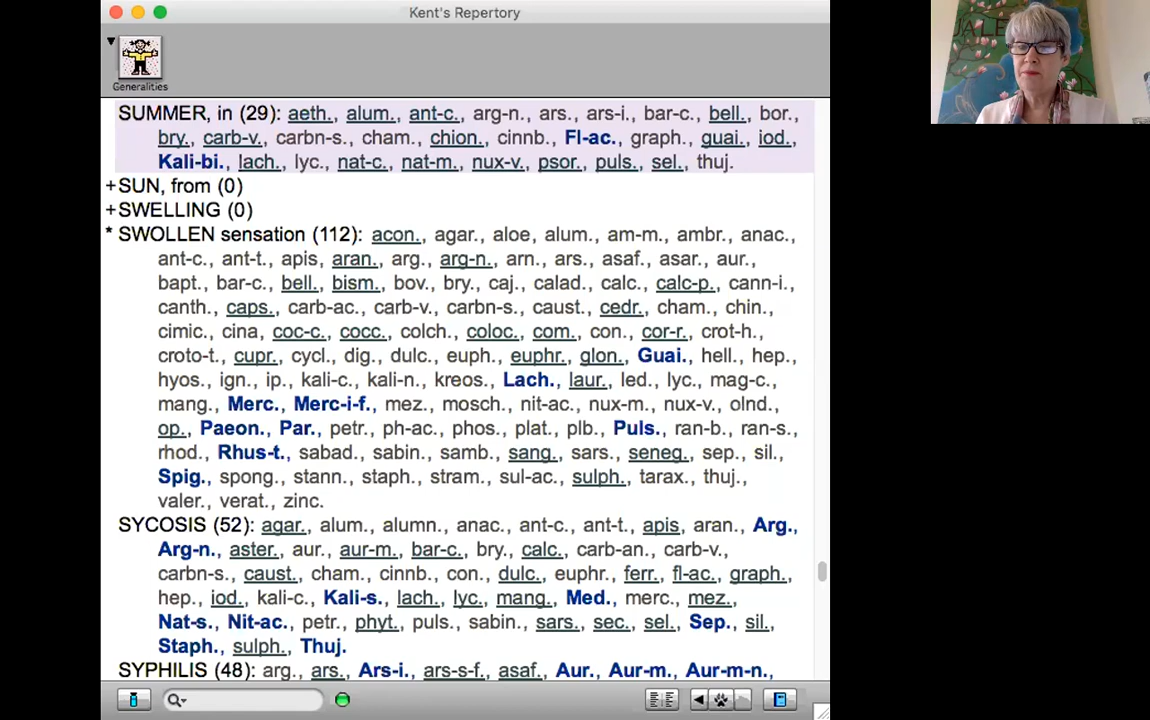 Kent's Repertory
Generalities
SUMMER, in (29): aeth., alum., ant-c., arg-n., ars., ars-i., bar-c., bell., bor.,
bry., carb-v., carbn-s., cham., chion., cinnb., Fl-ac., graph., guai., iod.,
Kali-bi., lach., lyc., nat-c., nat-m., nux-v., psor., puls., sel., thuj.
+SUN, from (0)
+SWELLING (0)
* SWOLLEN sensation (112): acon., agar., aloe, alum., am-m., ambr., anac.,
ant-c., ant-t., apis, aran., arg., arg-n., arn., ars., asaf., asar., aur.,
bapt., bar-c., bell., bism., bov., bry., caj., calad., calc., calc-p., cann-i.,
canth., caps., carb-ac., carb-v., carbn-s., caust., cedr., cham., chin.,
cimic., cina, coc-c., cocc., colch., coloc., com., con., cor-r., crot-h.,
croto-t., cupr., cycl., dig., dulc., euph., euphr., glon., Guai., hell., hep.,
hyos., ign., ip., kali-c., kali-n., kreos., Lach., laur., led., lyc., mag-c.,
mang., Merc., Merc-i-f., mez., mosch., nit-ac., nux-m., nux-v., olnd.,
op., Paeon., Par., petr., ph-ac., phos., plat., plb., Puls., ran-b., ran-s.,
rhod., Rhus-t., sabad., sabin., samb., sang., sars., seneg., sep., sil.,
Spig., spong., stann., staph., stram., sul-ac., sulph., tarax., thuj.,
valer., verat., zinc.
SYCOSIS (52): agar., alum., alumn., anac., ant-c., ant-t., apis, aran., Arg.,
Arg-n., aster., aur., aur-m., bar-c., bry., calc., carb-an., carb-v.,
carbn-s., caust., cham., cinnb., con., dulc., euphr., ferr., fl-ac., graph.,
hep., iod., kali-c., Kali-s., lach., lyc., mang., Med., merc., mez.,
Nat-s., Nit-ac., petr., phyt., puls., sabin., sars., sec., sel., Sep., sil.,
Staph., sulph., Thuj.
SYPHILIS (48): arg., ars., Ars-i., ars-s-f., asaf., Aur., Aur-m., Aur-m-n.,